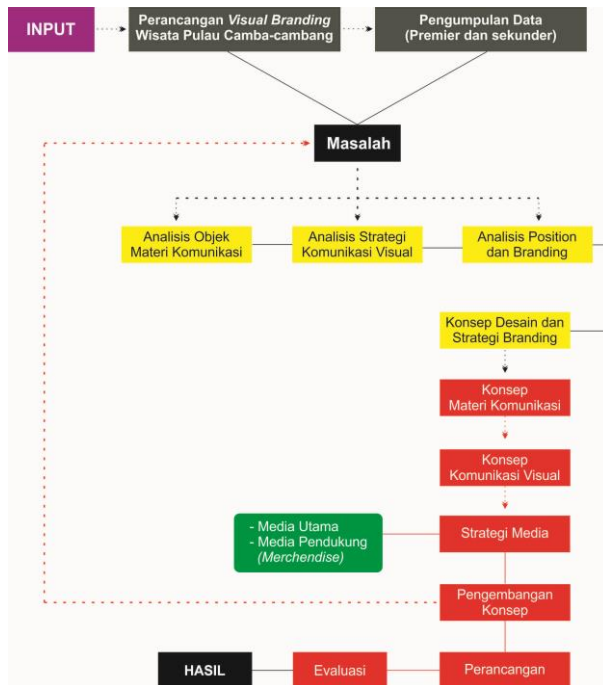 INPUT
Perancangan Visual Branding
Wisata Pulau Camba-cambang
Pengumpulan Data
(Premier dan sekunder)
Masalah
Analisis Objek
Materi Komunikasi
Analisis Strategi
Komunikasi Visual
Analisis Position
dan Branding
Konsep Desain dan
Strategi Branding
Konsep
Materi Komunikasi
Konsep
Komunikasi Visual
- Media Utama
- Media Pendukung
(Merchendise)
Strategi Media
Pengembangan
Konsep
HASIL
Evaluasi
Perancangan